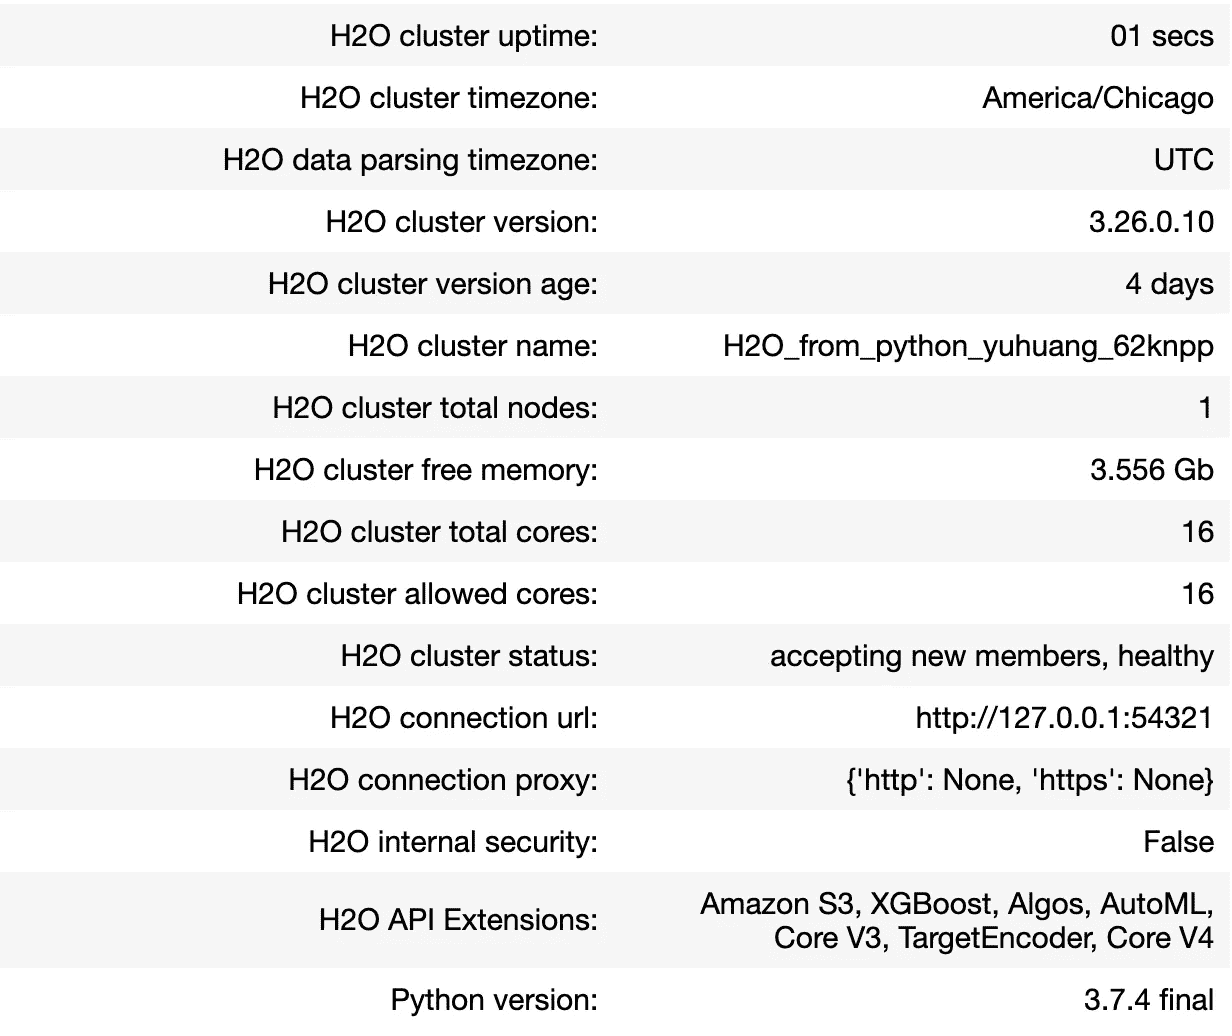 H2O cluster uptime: 01 secs
H2O cluster timezone: America/Chicago
H2O data parsing timezone: UTC
H2O cluster version: 3.26.0.10
H2O cluster version age: 4 days
H2O cluster name: H2O_from_python_yuhuang_62knpp
H2O cluster total nodes: 1
H2O cluster free memory: 3.556 Gb
H2O cluster total cores: 16
H2O cluster allowed cores: 16
H2O cluster status: accepting new members, healthy
H2O connection url: http://127.0.0.1:54321
H2O connection proxy: {'http': None, 'https': None}
H2O internal security: False
H2O API Extensions: Amazon S3, XGBoost, Algos, AutoML,
Core V3, TargetEncoder, Core V4
Python version: 3.7.4 final